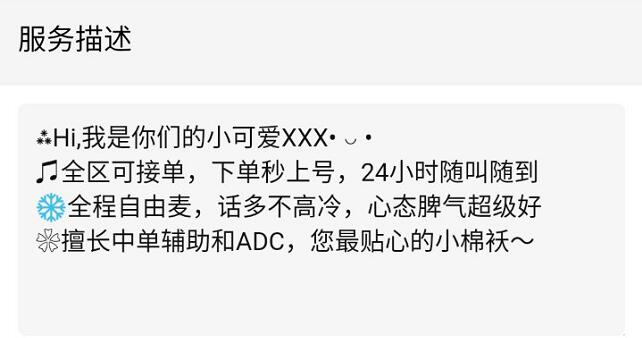 服务描述
⁂Hi,我是你们的小可爱XXX• ◡ •
🎵全区可接单，下单秒上号，24小时随叫随到
❄️全程自由麦，话多不高冷，心态脾气超级好
❊擅长中单辅助和ADC，您最贴心的小棉袄～